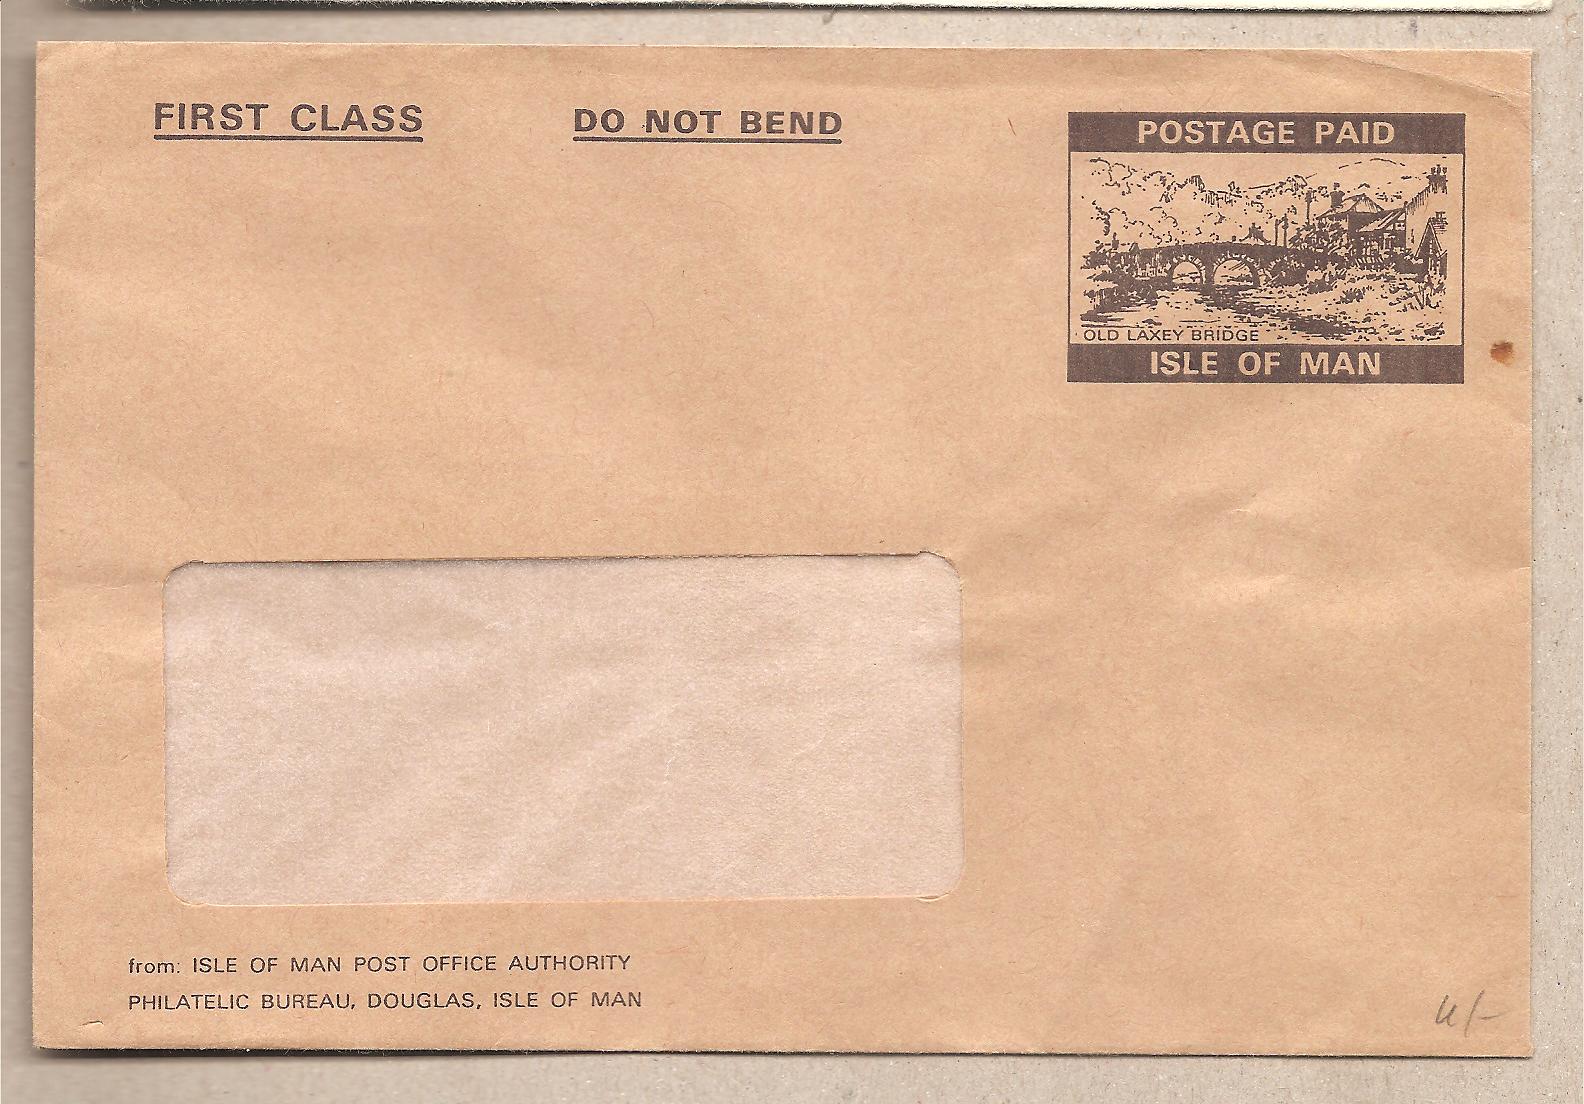 FIRST CLASS
DO NOT BEND
POSTAGE PAID
OLD LAXEY BRIDGE
ISLE OF MAN
from: ISLE OF MAN POST OFFICE AUTHORITY
PHILATELIC BUREAU, DOUGLAS, ISLE OF MAN